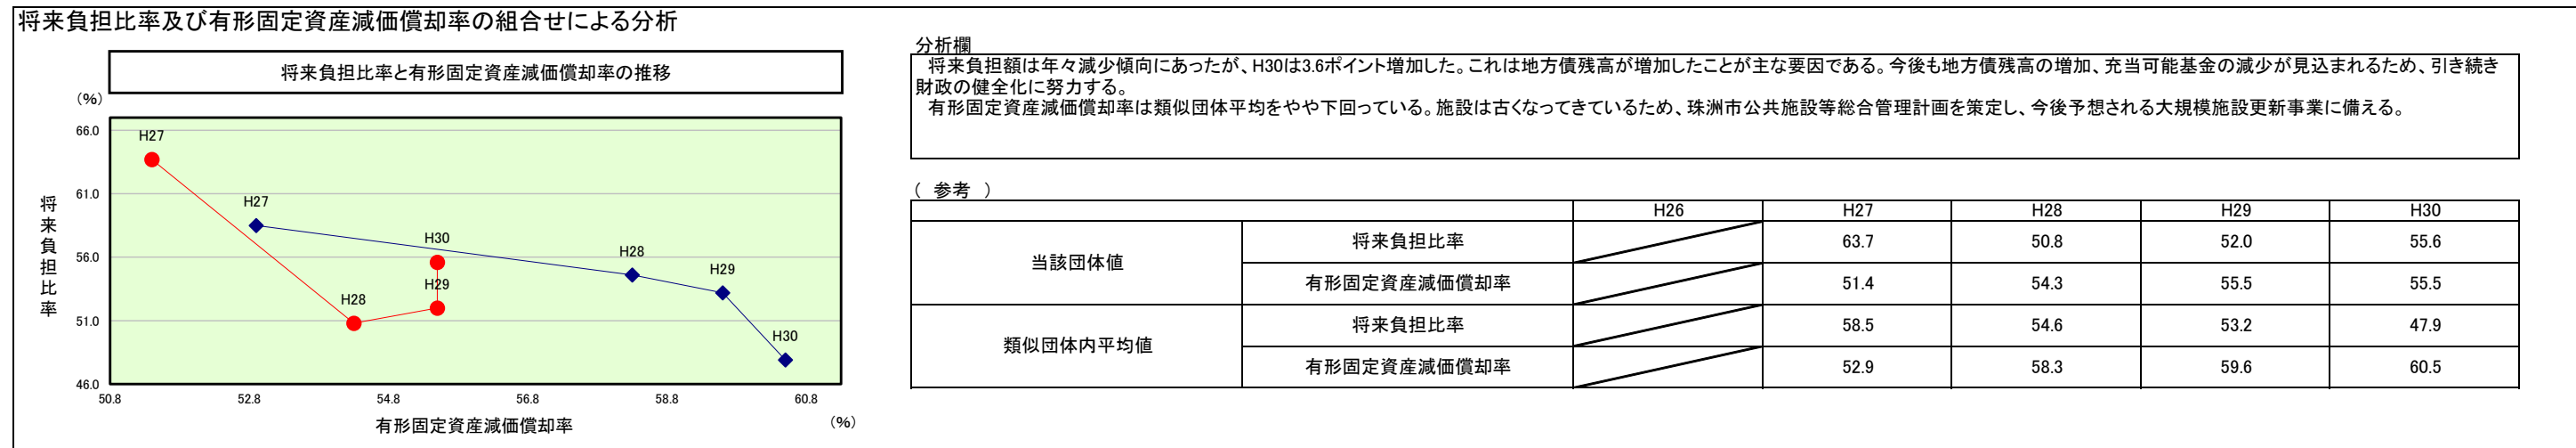 将来負担比率及び有形固定資産減価償却率の組合せによる分析
将来負担比率と有形固定資産減価償却率の推移
(%)
66.0
61.0
56.0
51.0
46.0
将来負担比率
H27
H27
H30
H28
H29
H29
H28
H30
50.8 52.8 54.8 56.8 58.8 60.8
有形固定資産減価償却率
(%)
分析欄
将来負担額は年々減少傾向にあったが、H30は3.6ポイント増加した。これは地方債残高が増加したことが主な要因である。今後も地方債残高の増加、充当可能基金の減少が見込まれるため、引き続き
財政の健全化に努力する。
有形固定資産減価償却率は類似団体平均をやや下回っている。施設は古くなってきているため、珠洲市公共施設等総合管理計画を策定し、今後予想される大規模施設更新事業に備える。
( 参考 )
H26 H27 H28 H29 H30
当該団体値
将来負担比率 63.7 50.8 52.0 55.6
有形固定資産減価償却率 51.4 54.3 55.5 55.5
類似団体内平均値
将来負担比率 58.5 54.6 53.2 47.9
有形固定資産減価償却率 52.9 58.3 59.6 60.5